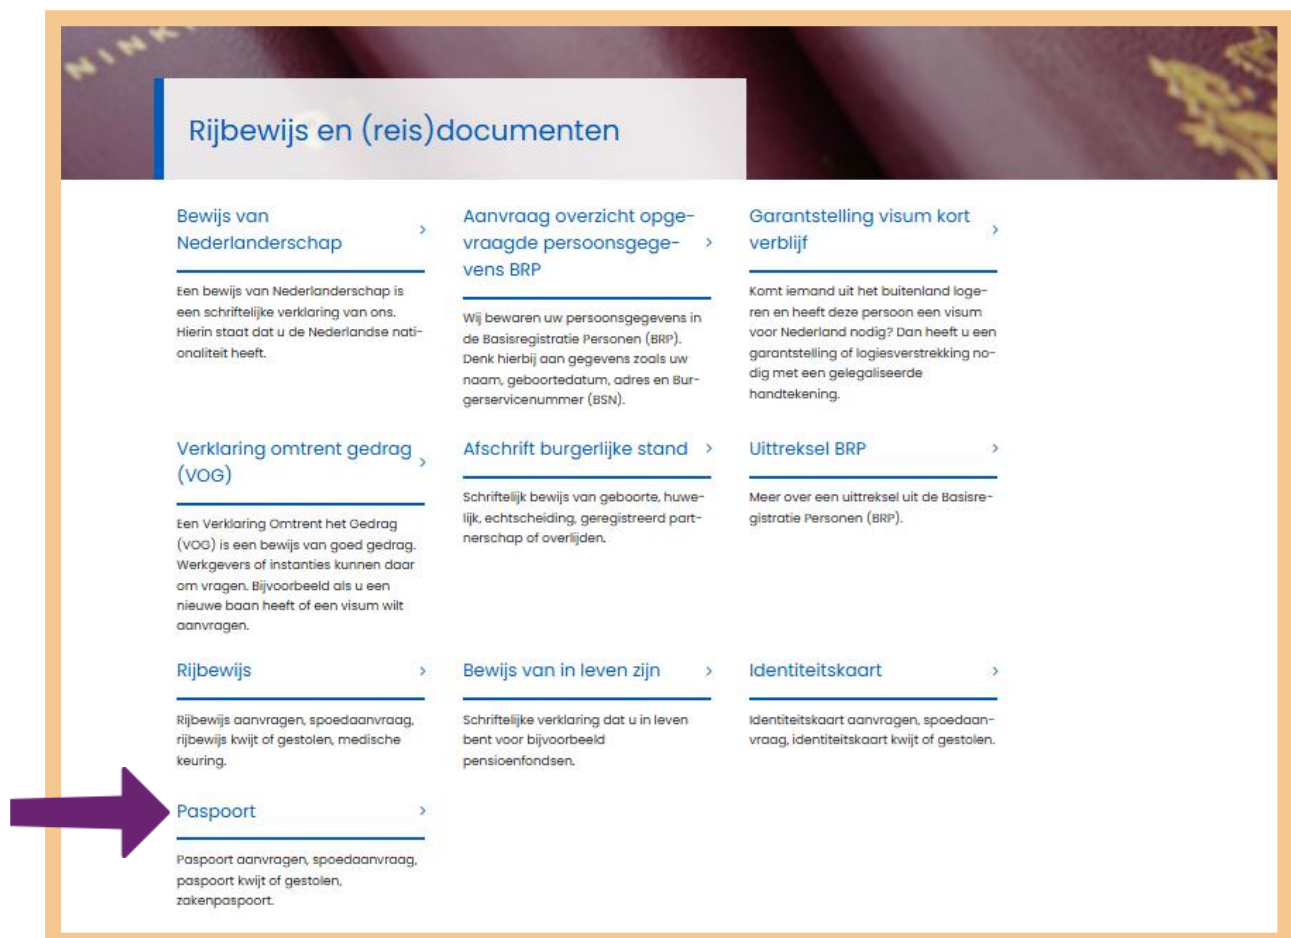 NINK
Rijbewijs en (reis)documenten
Bewijs van
Nederlanderschap
Een bewijs van Nederlanderschap is
een schriftelijke verklaring van ons.
Hierin staat dat u de Nederlandse nati-
onaliteit heeft.
Aanvraag overzicht opge-
vraagde persoonsgege-
vens BRP
Wij bewaren uw persoonsgegevens in
de Basisregistratie Personen (BRP).
Denk hierbij aan gegevens zoals uw
naam, geboortedatum, adres en Bur-
gerservicenummer (BSN).
Garantstelling visum kort
verblijf
Komt iemand uit het buitenland loge-
ren en heeft deze persoon een visum
voor Nederland nodig? Dan heeft u een
garantstelling of logiesverstrekking no-
dig met een gelegaliseerde
handtekening.
Verklaring omtrent gedrag
(VOG)
Een Verklaring Omtrent het Gedrag
(VOG) is een bewijs van goed gedrag.
Werkgevers of instanties kunnen daar
om vragen. Bijvoorbeeld als u een
nieuwe baan heeft of een visum wilt
aanvragen.
Afschrift burgerlijke stand
Schriftelijk bewijs van geboorte, huwe-
lijk, echtscheiding, geregistreerd part-
nerschap of overlijden.
Uittreksel BRP
Meer over een uittreksel uit de Basisre-
gistratie Personen (BRP).
Rijbewijs
Rijbewijs aanvragen, spoedaanvraag,
rijbewijs kwijt of gestolen, medische
keuring.
Bewijs van in leven zijn
Schriftelijke verklaring dat u in leven
bent voor bijvoorbeeld
pensioenfondsen.
Identiteitskaart
Identiteitskaart aanvragen, spoedaan-
vraag, identiteitskaart kwijt of gestolen.
Paspoort
Paspoort aanvragen, spoedaanvraag,
paspoort kwijt of gestolen,
zakenpaspoort.